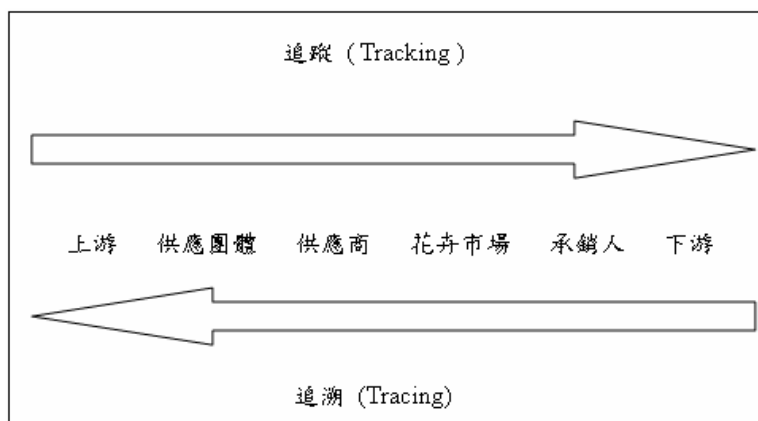 追蹤 (Tracking)
上游 供應團體 供應商 花卉市場 承銷人 下游
追溯 (Tracing)